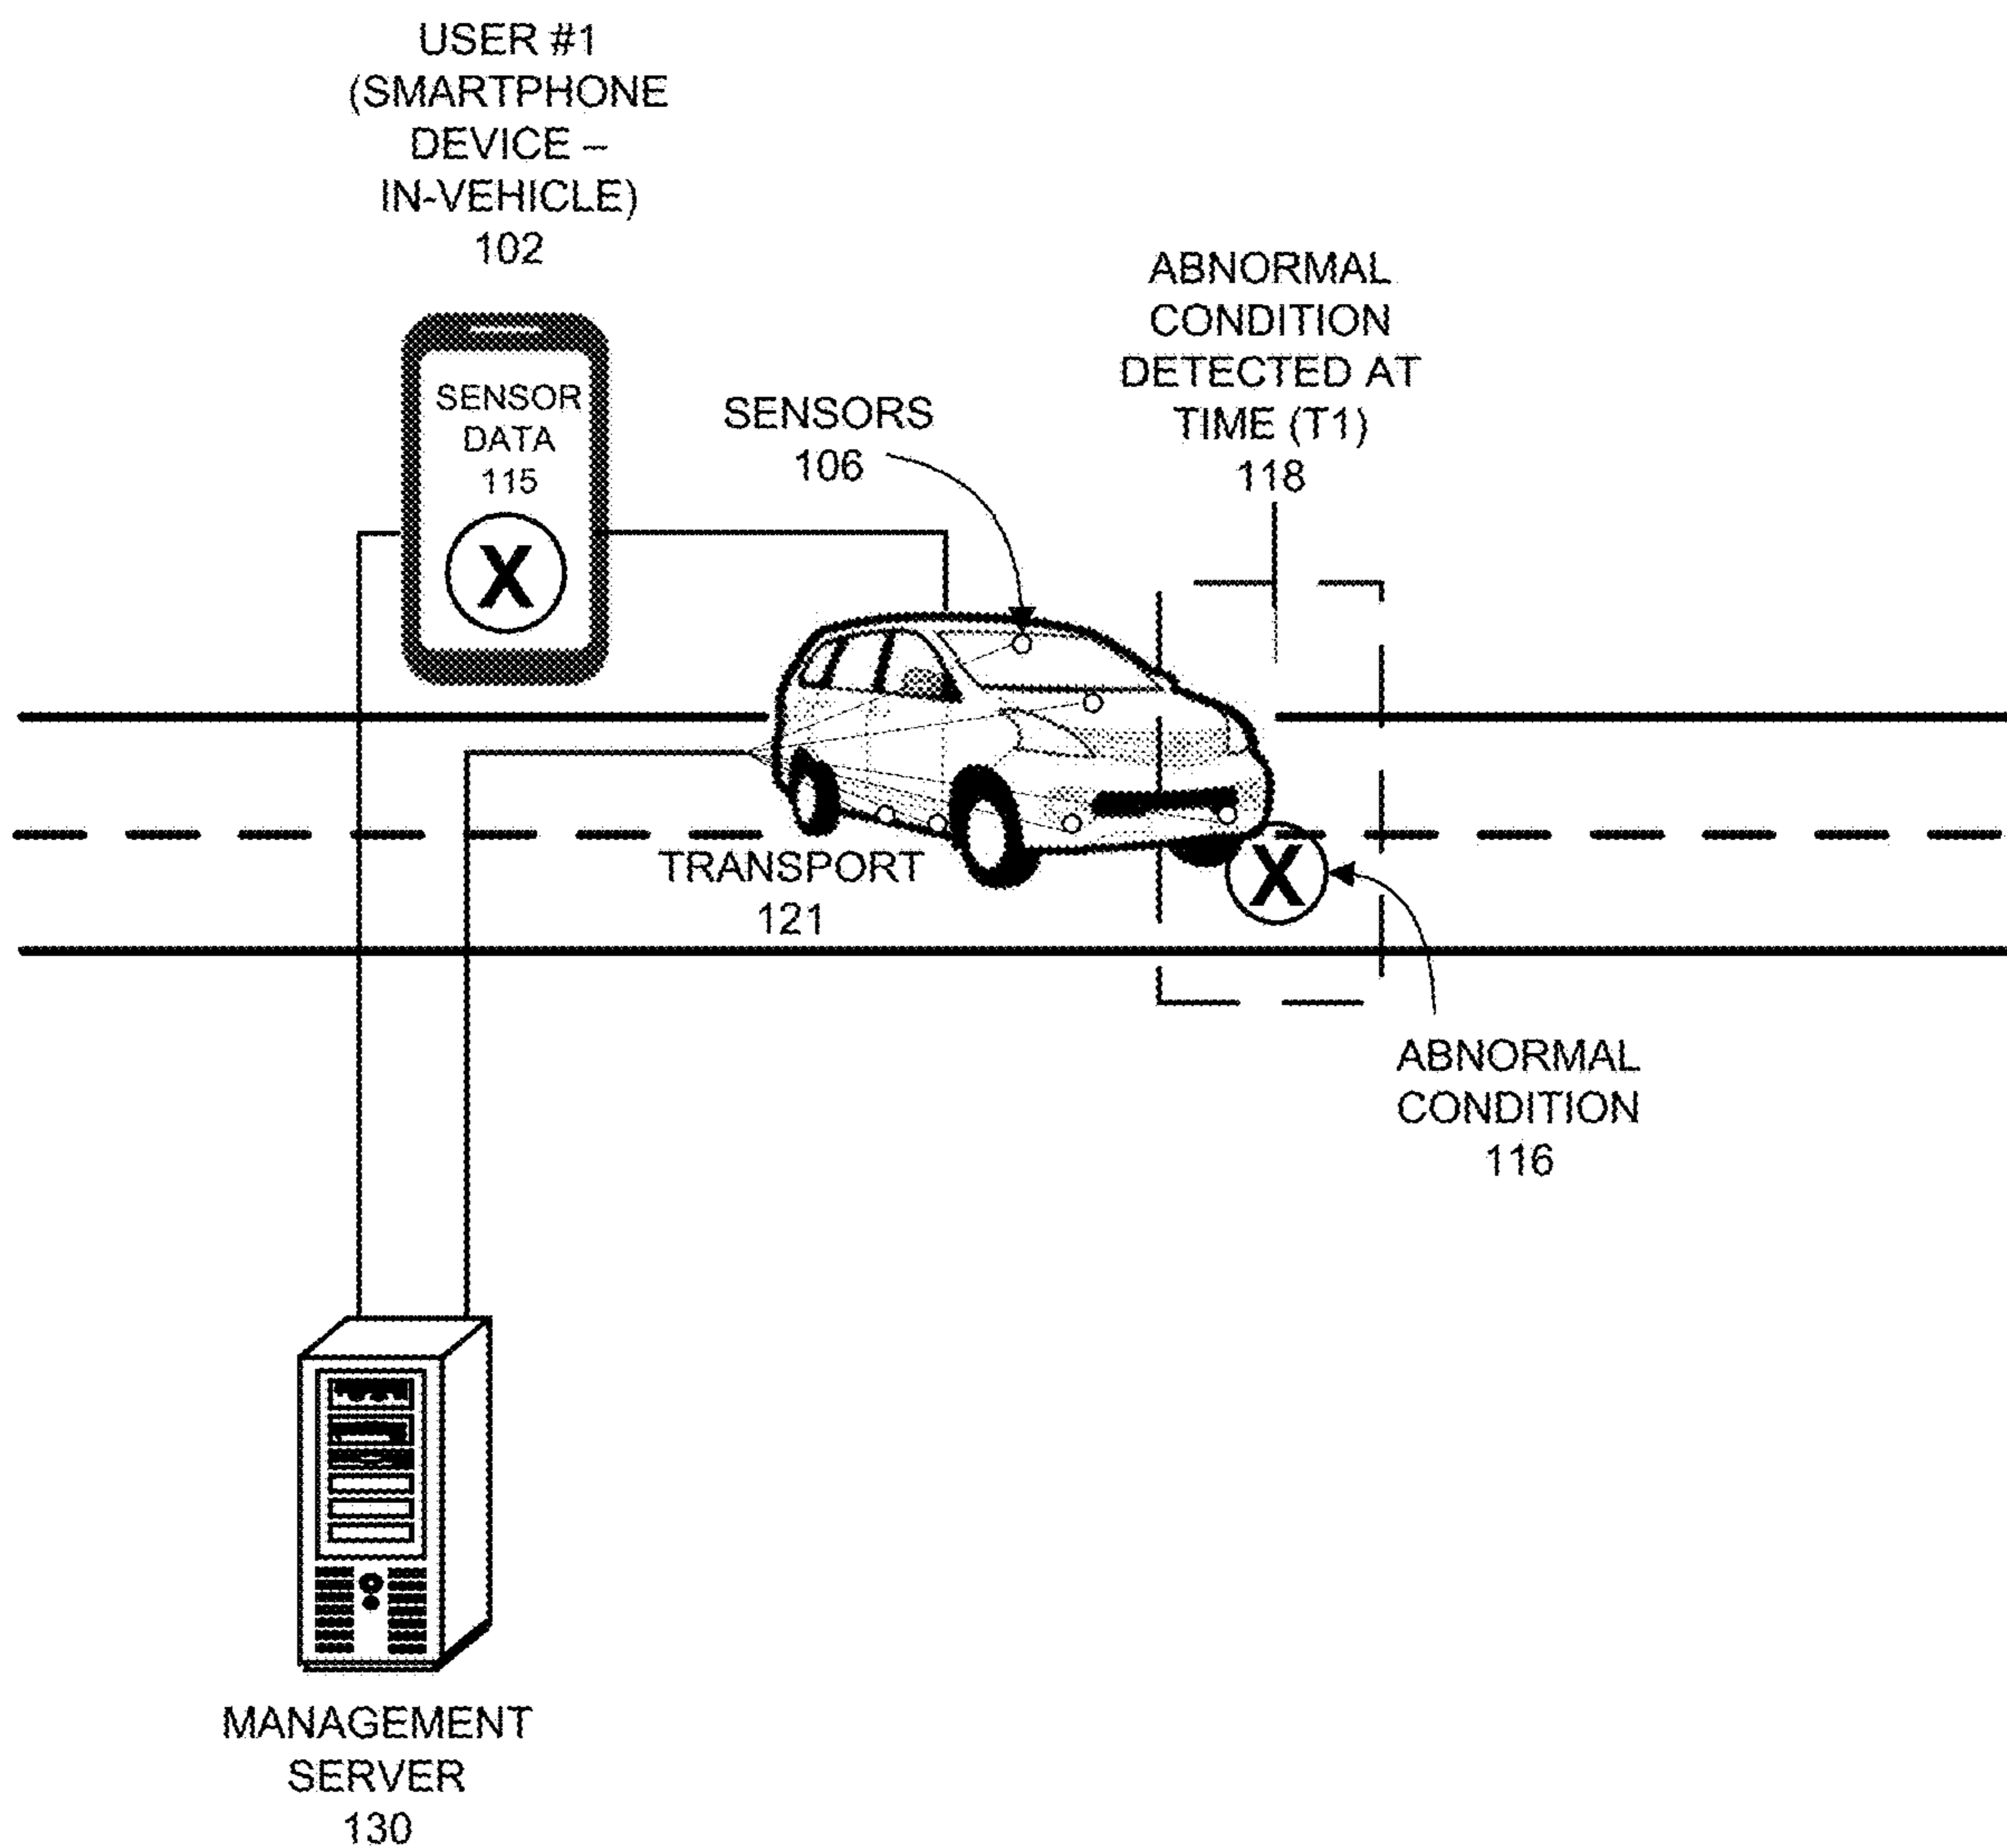 USER #1
(SMARTPHONE
DEVICE –
IN-VEHICLE)
102
ABNORMAL
CONDITION
DETECTED AT
TIME (T1)
118
SENSOR
DATA
115
X
SENSORS
106
TRANSPORT
121
X
ABNORMAL
CONDITION
116
MANAGEMENT
SERVER
130